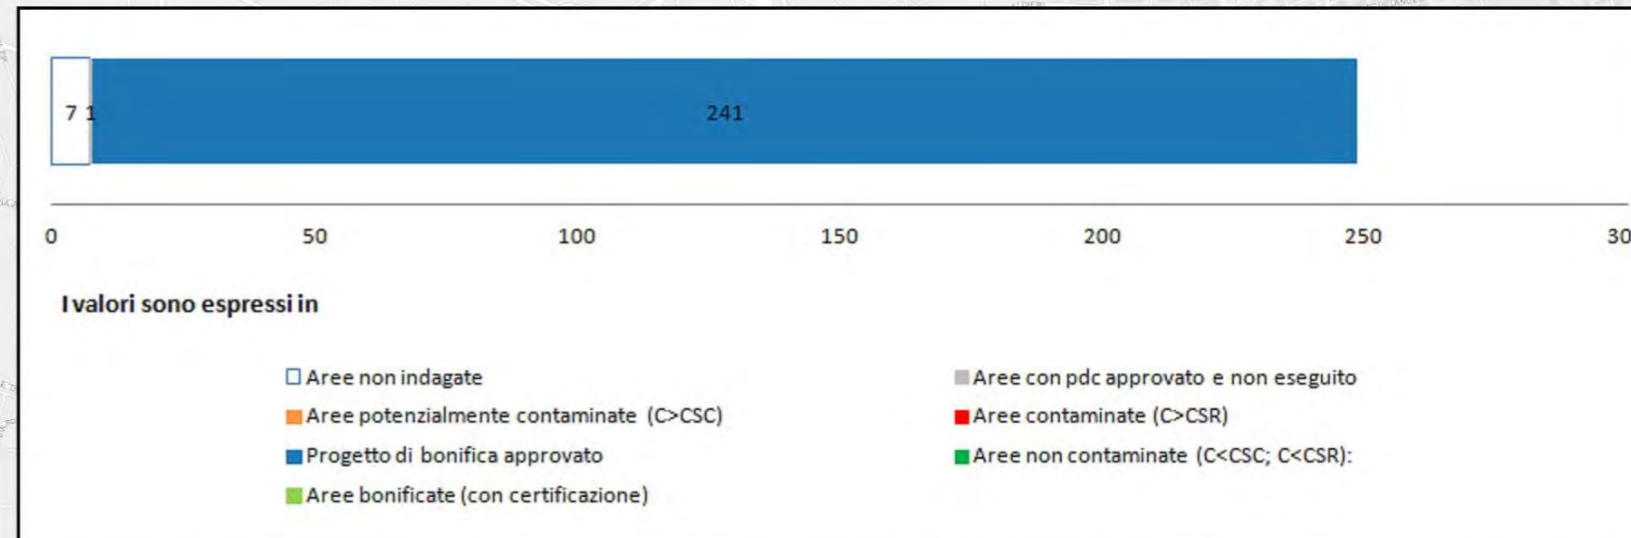 7 1 241
0 50 100 150 200 250 30
I valori sono espressi in
Aree non indagate
Aree con pdc approvato e non eseguito
Aree potenzialmente contaminate (C>CSC)
Aree contaminate (C>CSR)
Progetto di bonifica approvato
Aree non contaminate (C<CSC; C<CSR):
Aree bonificate (con certificazione)